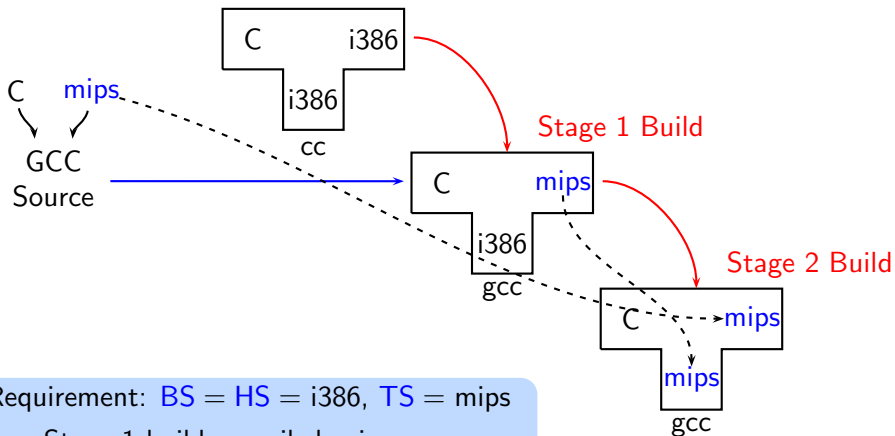 C i386
i386
cc
C mips
GCC
Source
Stage 1 Build
C mips
i386
gcc
Stage 2 Build
C mips
mips
gcc
Requirement: BS = HS = i386, TS = mips